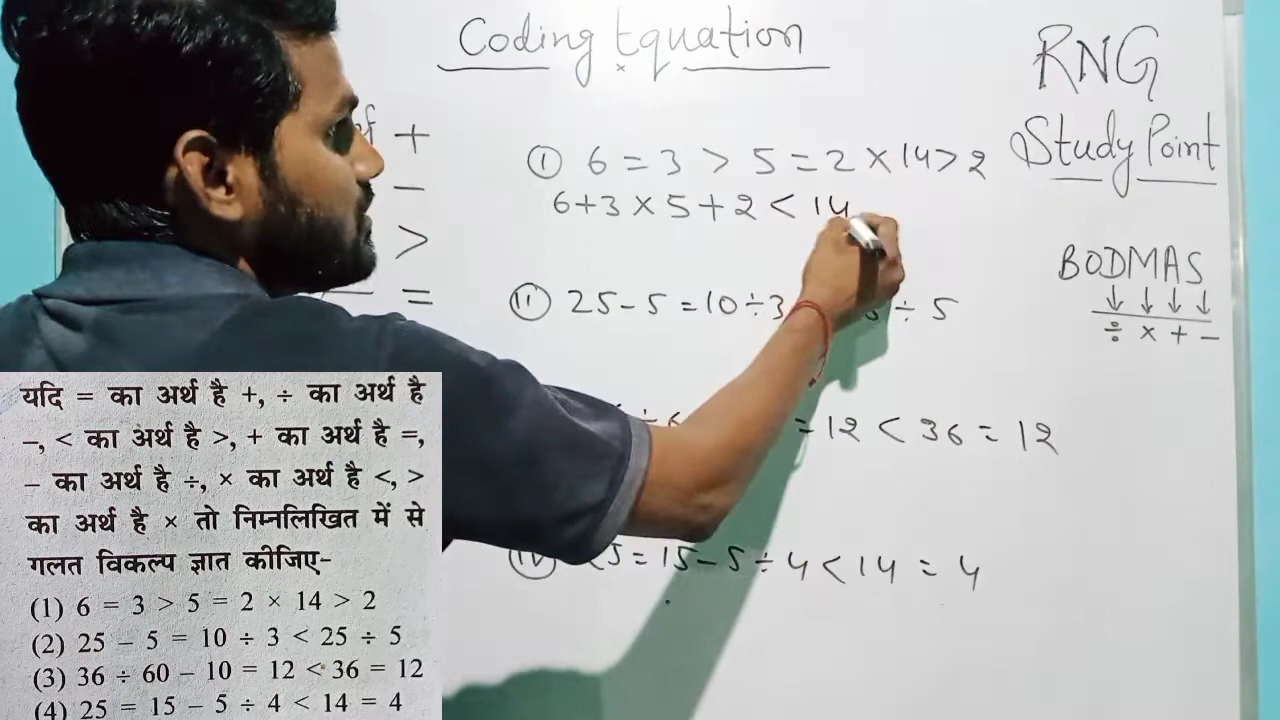 Coding Equation
RNG
Study Point
+
① 6 = 3 > 5 = 2 × 14 > 2
6 + 3 × 5 + 2 < 14
−
>
BODMAS
↓ ↓ ↓ ↓
÷ × + −
=
ⓘⓘ 25 − 5 = 10 ÷ 3 ÷ 5
= 12 < 36 = 12
25 = 15 − 5 ÷ 4 < 14 = 4
यदि = का अर्थ है +, ÷ का अर्थ है
–, < का अर्थ है >, + का अर्थ है =,
– का अर्थ है ÷, × का अर्थ है <, >
का अर्थ है × तो निम्नलिखित में से
गलत विकल्प ज्ञात कीजिए-
(1) 6 = 3 > 5 = 2 × 14 > 2
(2) 25 – 5 = 10 ÷ 3 < 25 ÷ 5
(3) 36 ÷ 60 – 10 = 12 < 36 = 12
(4) 25 = 15 – 5 ÷ 4 < 14 = 4